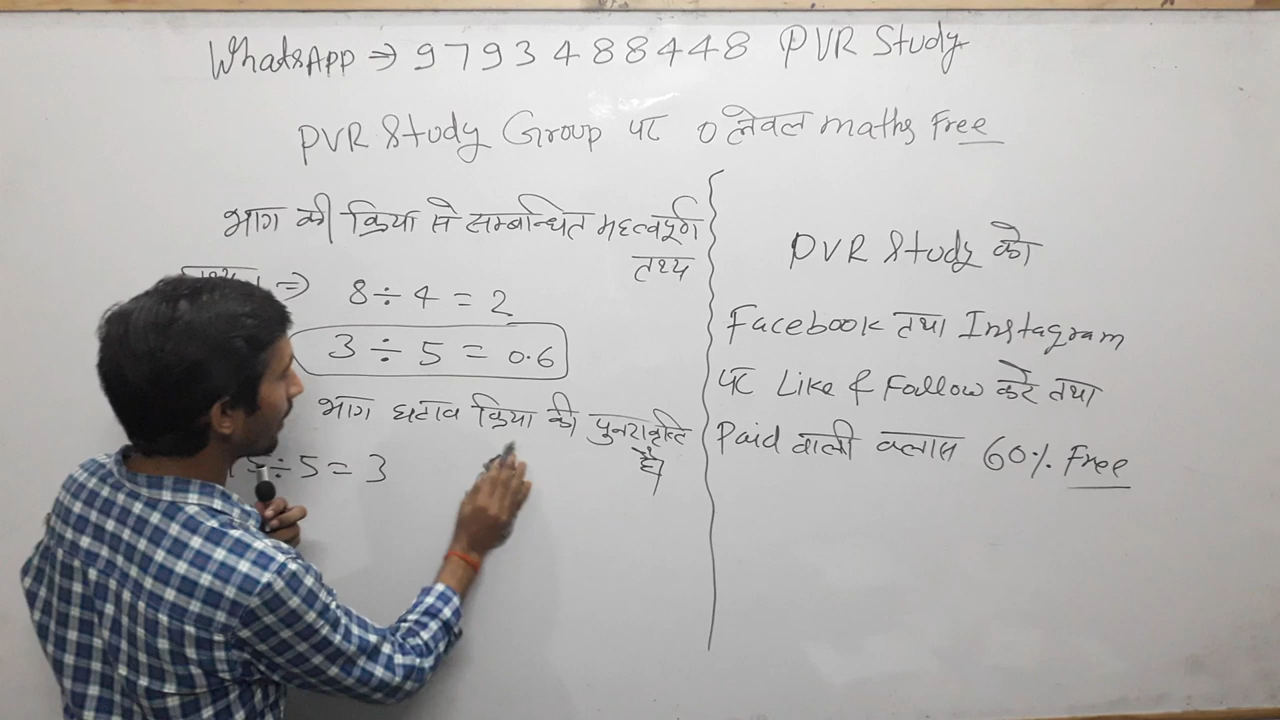 WhatsApp ⇒ 9793488448 PVR Study
PVR Study Group पर 0 लेवल maths Free
भाग की क्रिया से सम्बन्धित महत्वपूर्ण
तथ्य
⇒ 8 ÷ 4 = 2
3 ÷ 5 = 0.6
भाग घटाव क्रिया की पुनरावृत्ति
है।
÷ 5 = 3
PVR Study को
Facebook तथा Instagram
पर Like & Follow करे तथा
Paid वाली क्लास 60% Free